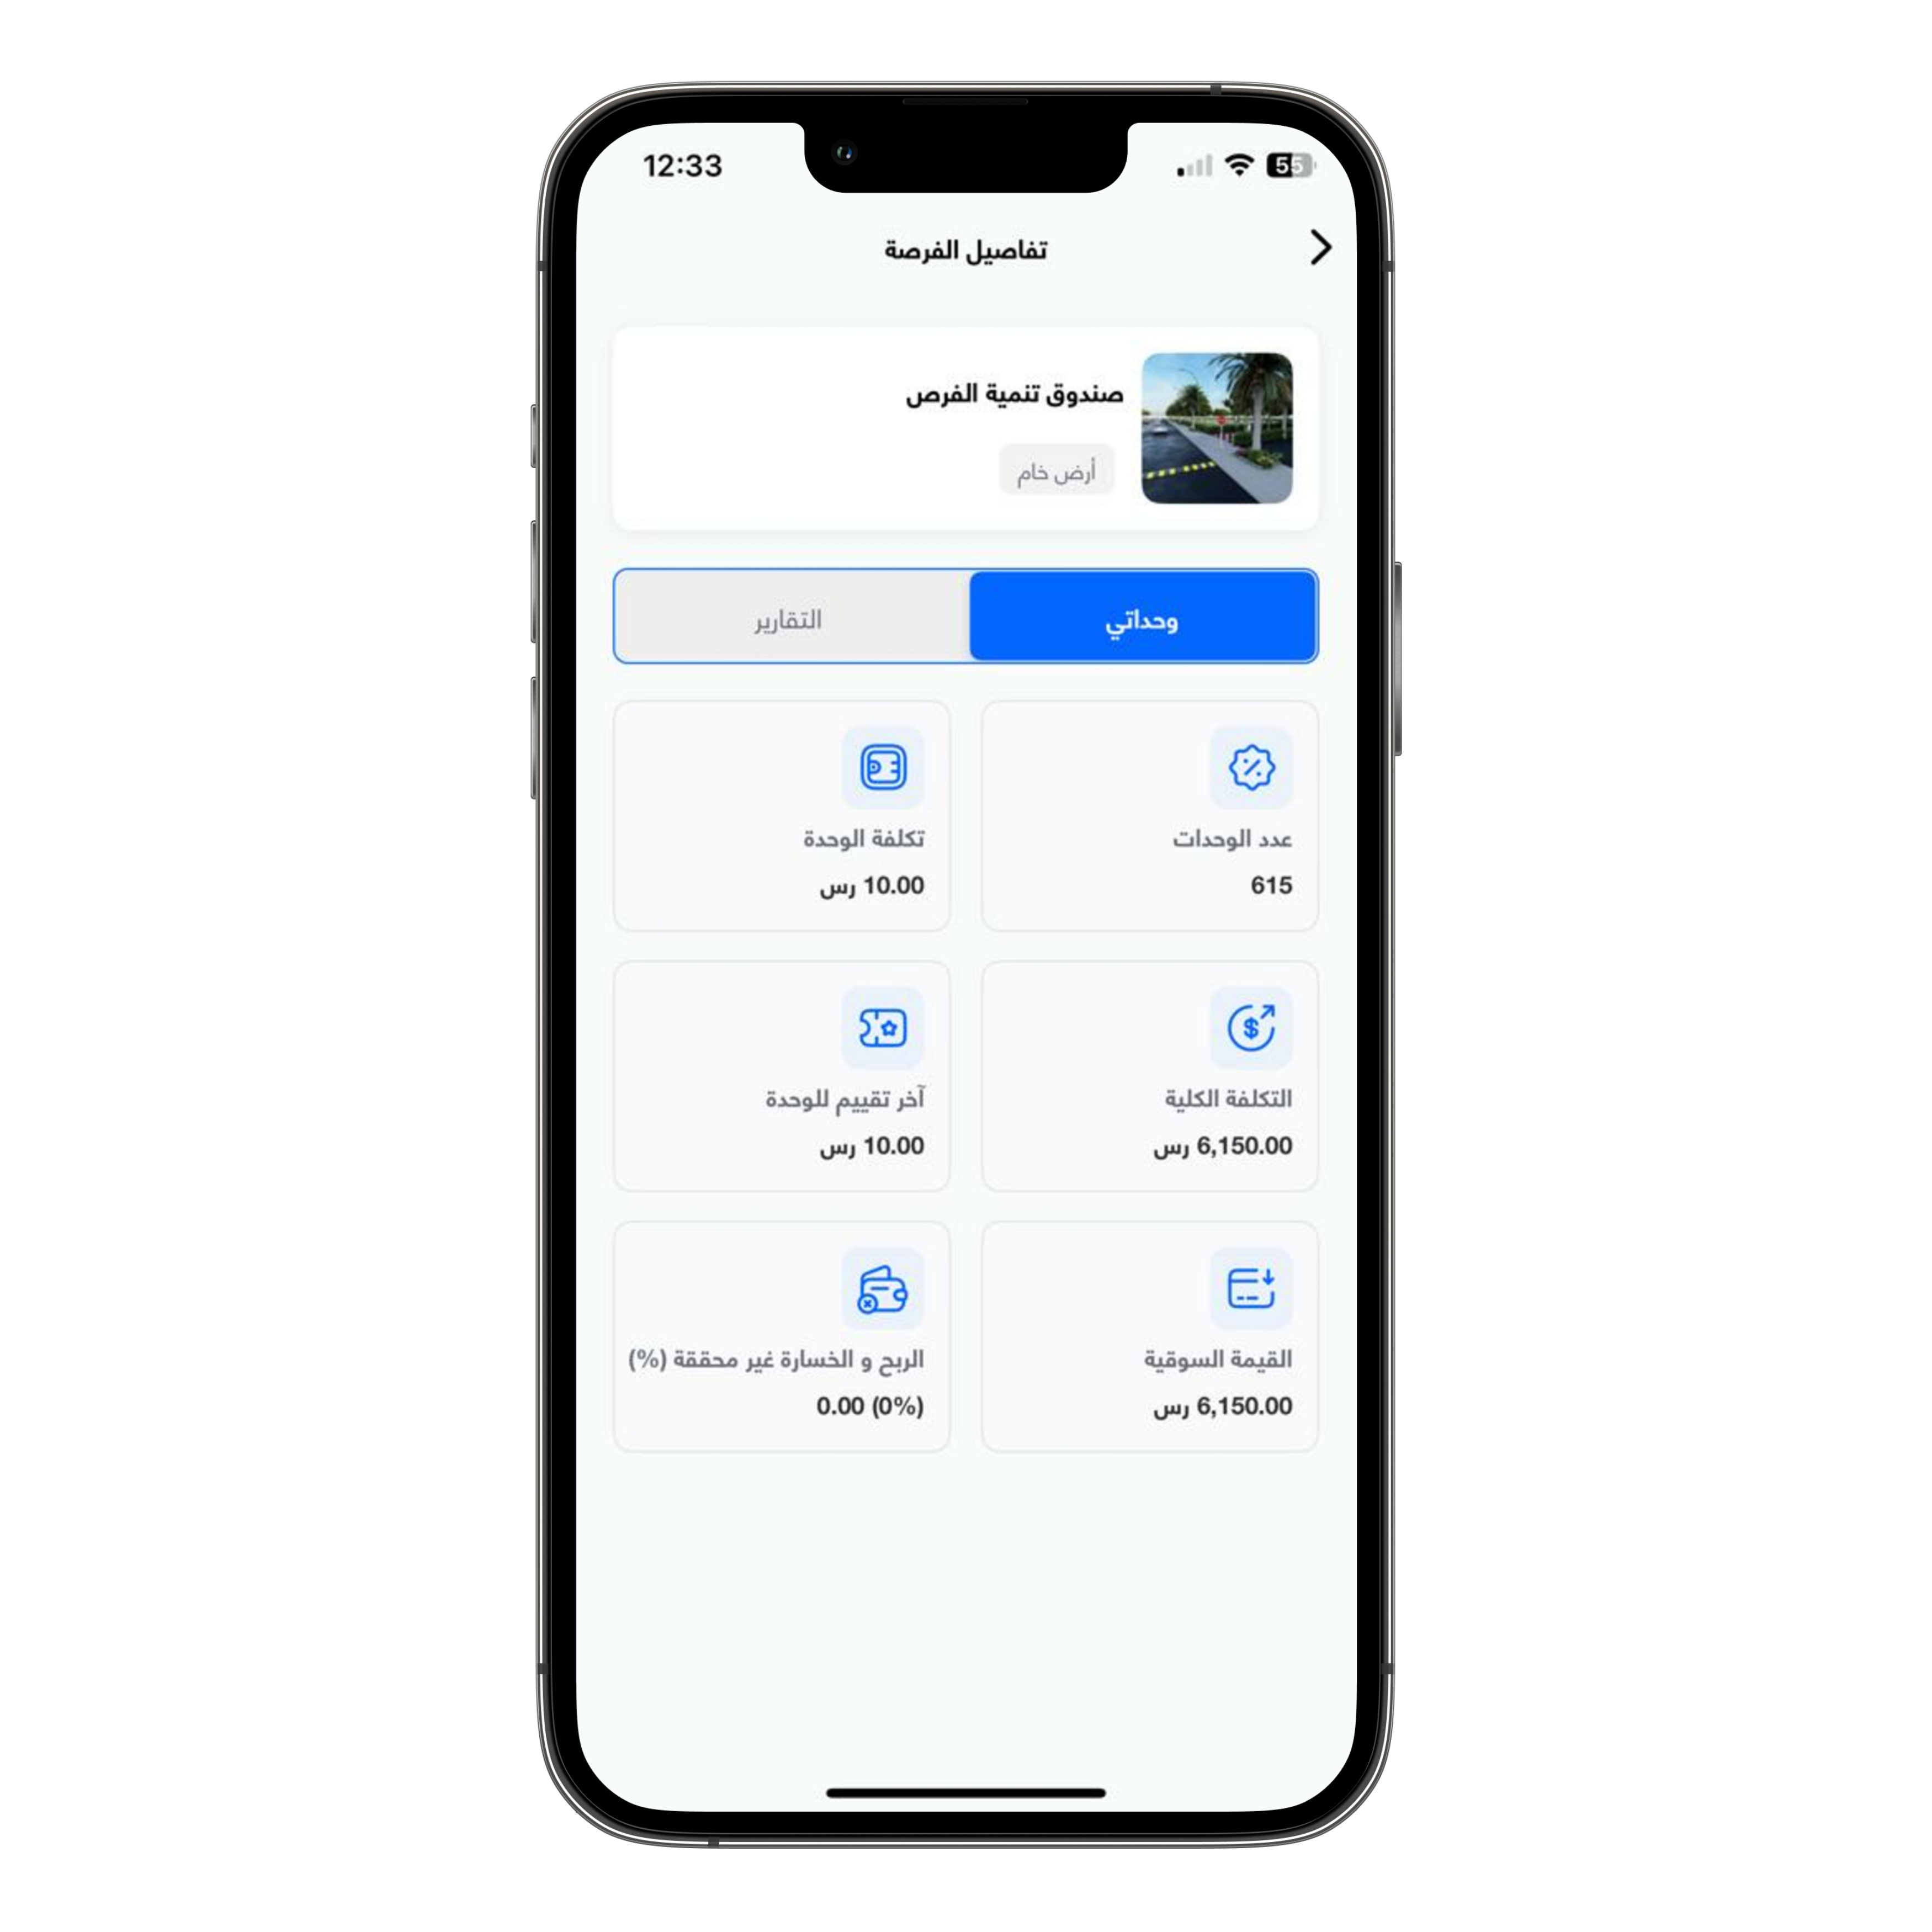 12:33
55
تفاصيل الفرصة
صندوق تنمية الفرص
أرض خام
وحداتي
التقارير
عدد الوحدات
615
تكلفة الوحدة
10.00 رس
التكلفة الكلية
6,150.00 رس
آخر تقييم للوحدة
10.00 رس
القيمة السوقية
6,150.00 رس
الربح و الخسارة غير محققة (%)
0.00 (0%)